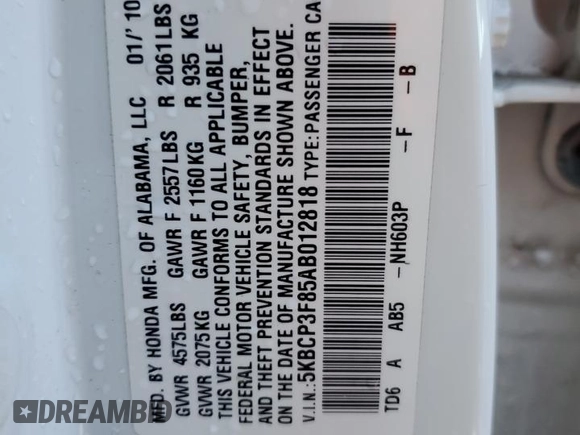 MFD. BY HONDA MFG. OF ALABAMA, LLC 01/'10
GVWR 4575LBS GAWR F 2557LBS R 2061LBS
GVWR 2075KG GAWR F 1160KG R 935 KG
THIS VEHICLE CONFORMS TO ALL APPLICABLE
FEDERAL MOTOR VEHICLE SAFETY, BUMPER,
AND THEFT PREVENTION STANDARDS IN EFFECT
ON THE DATE OF MANUFACTURE SHOWN ABOVE.
V.I.N.:5KBCP3F85AB012818 TYPE:PASSENGER CA
TD6 A AB5 -NH603P -F -B
DREAMBID